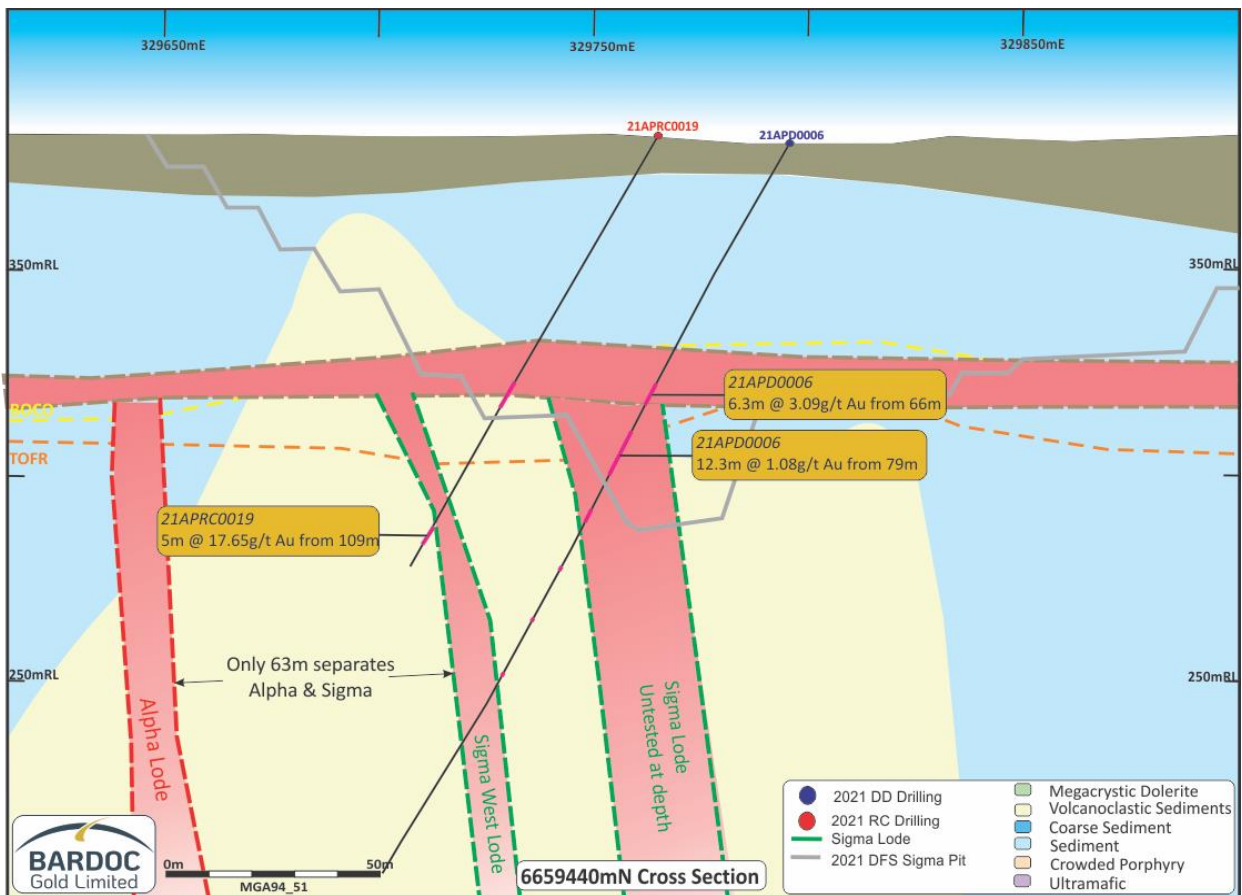 329650mE
329750mE
329850mE
21APRC0019
21APD0006
350mRL
350mRL
21APD0006
6.3m @ 3.09g/t Au from 66m
BOCO
21APD0006
12.3m @ 1.08g/t Au from 79m
TOFR
21APRC0019
5m @ 17.65g/t Au from 109m
Only 63m separates
Alpha & Sigma
250mRL
250mRL
Alpha Lode
Sigma West Lode
Sigma Lode
Untested at depth
2021 DD Drilling
2021 RC Drilling
Sigma Lode
2021 DFS Sigma Pit
Megacrystic Dolerite
Volcanoclastic Sediments
Coarse Sediment
Sediment
Crowded Porphyry
Ultramafic
BARDOC
Gold Limited
0m
50m
MGA94_51
6659440mN Cross Section